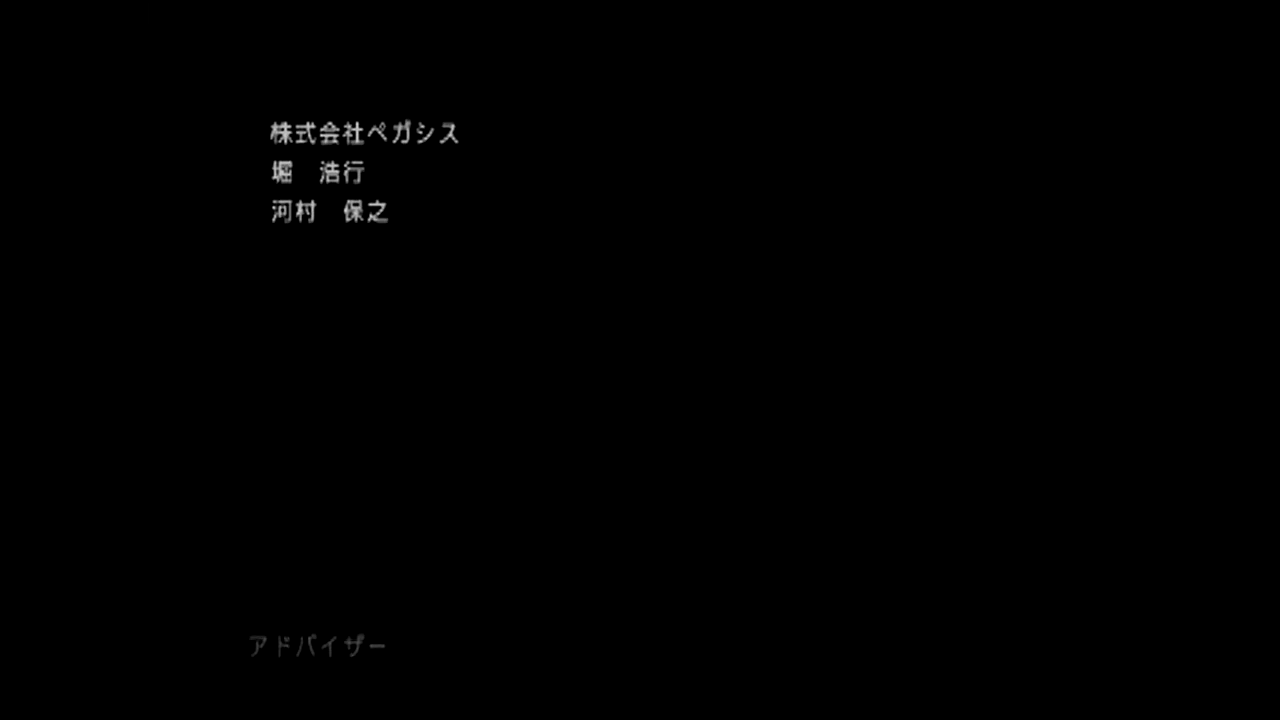 株式会社ペガシス
堀　浩行
河村　保之
アドバイザー